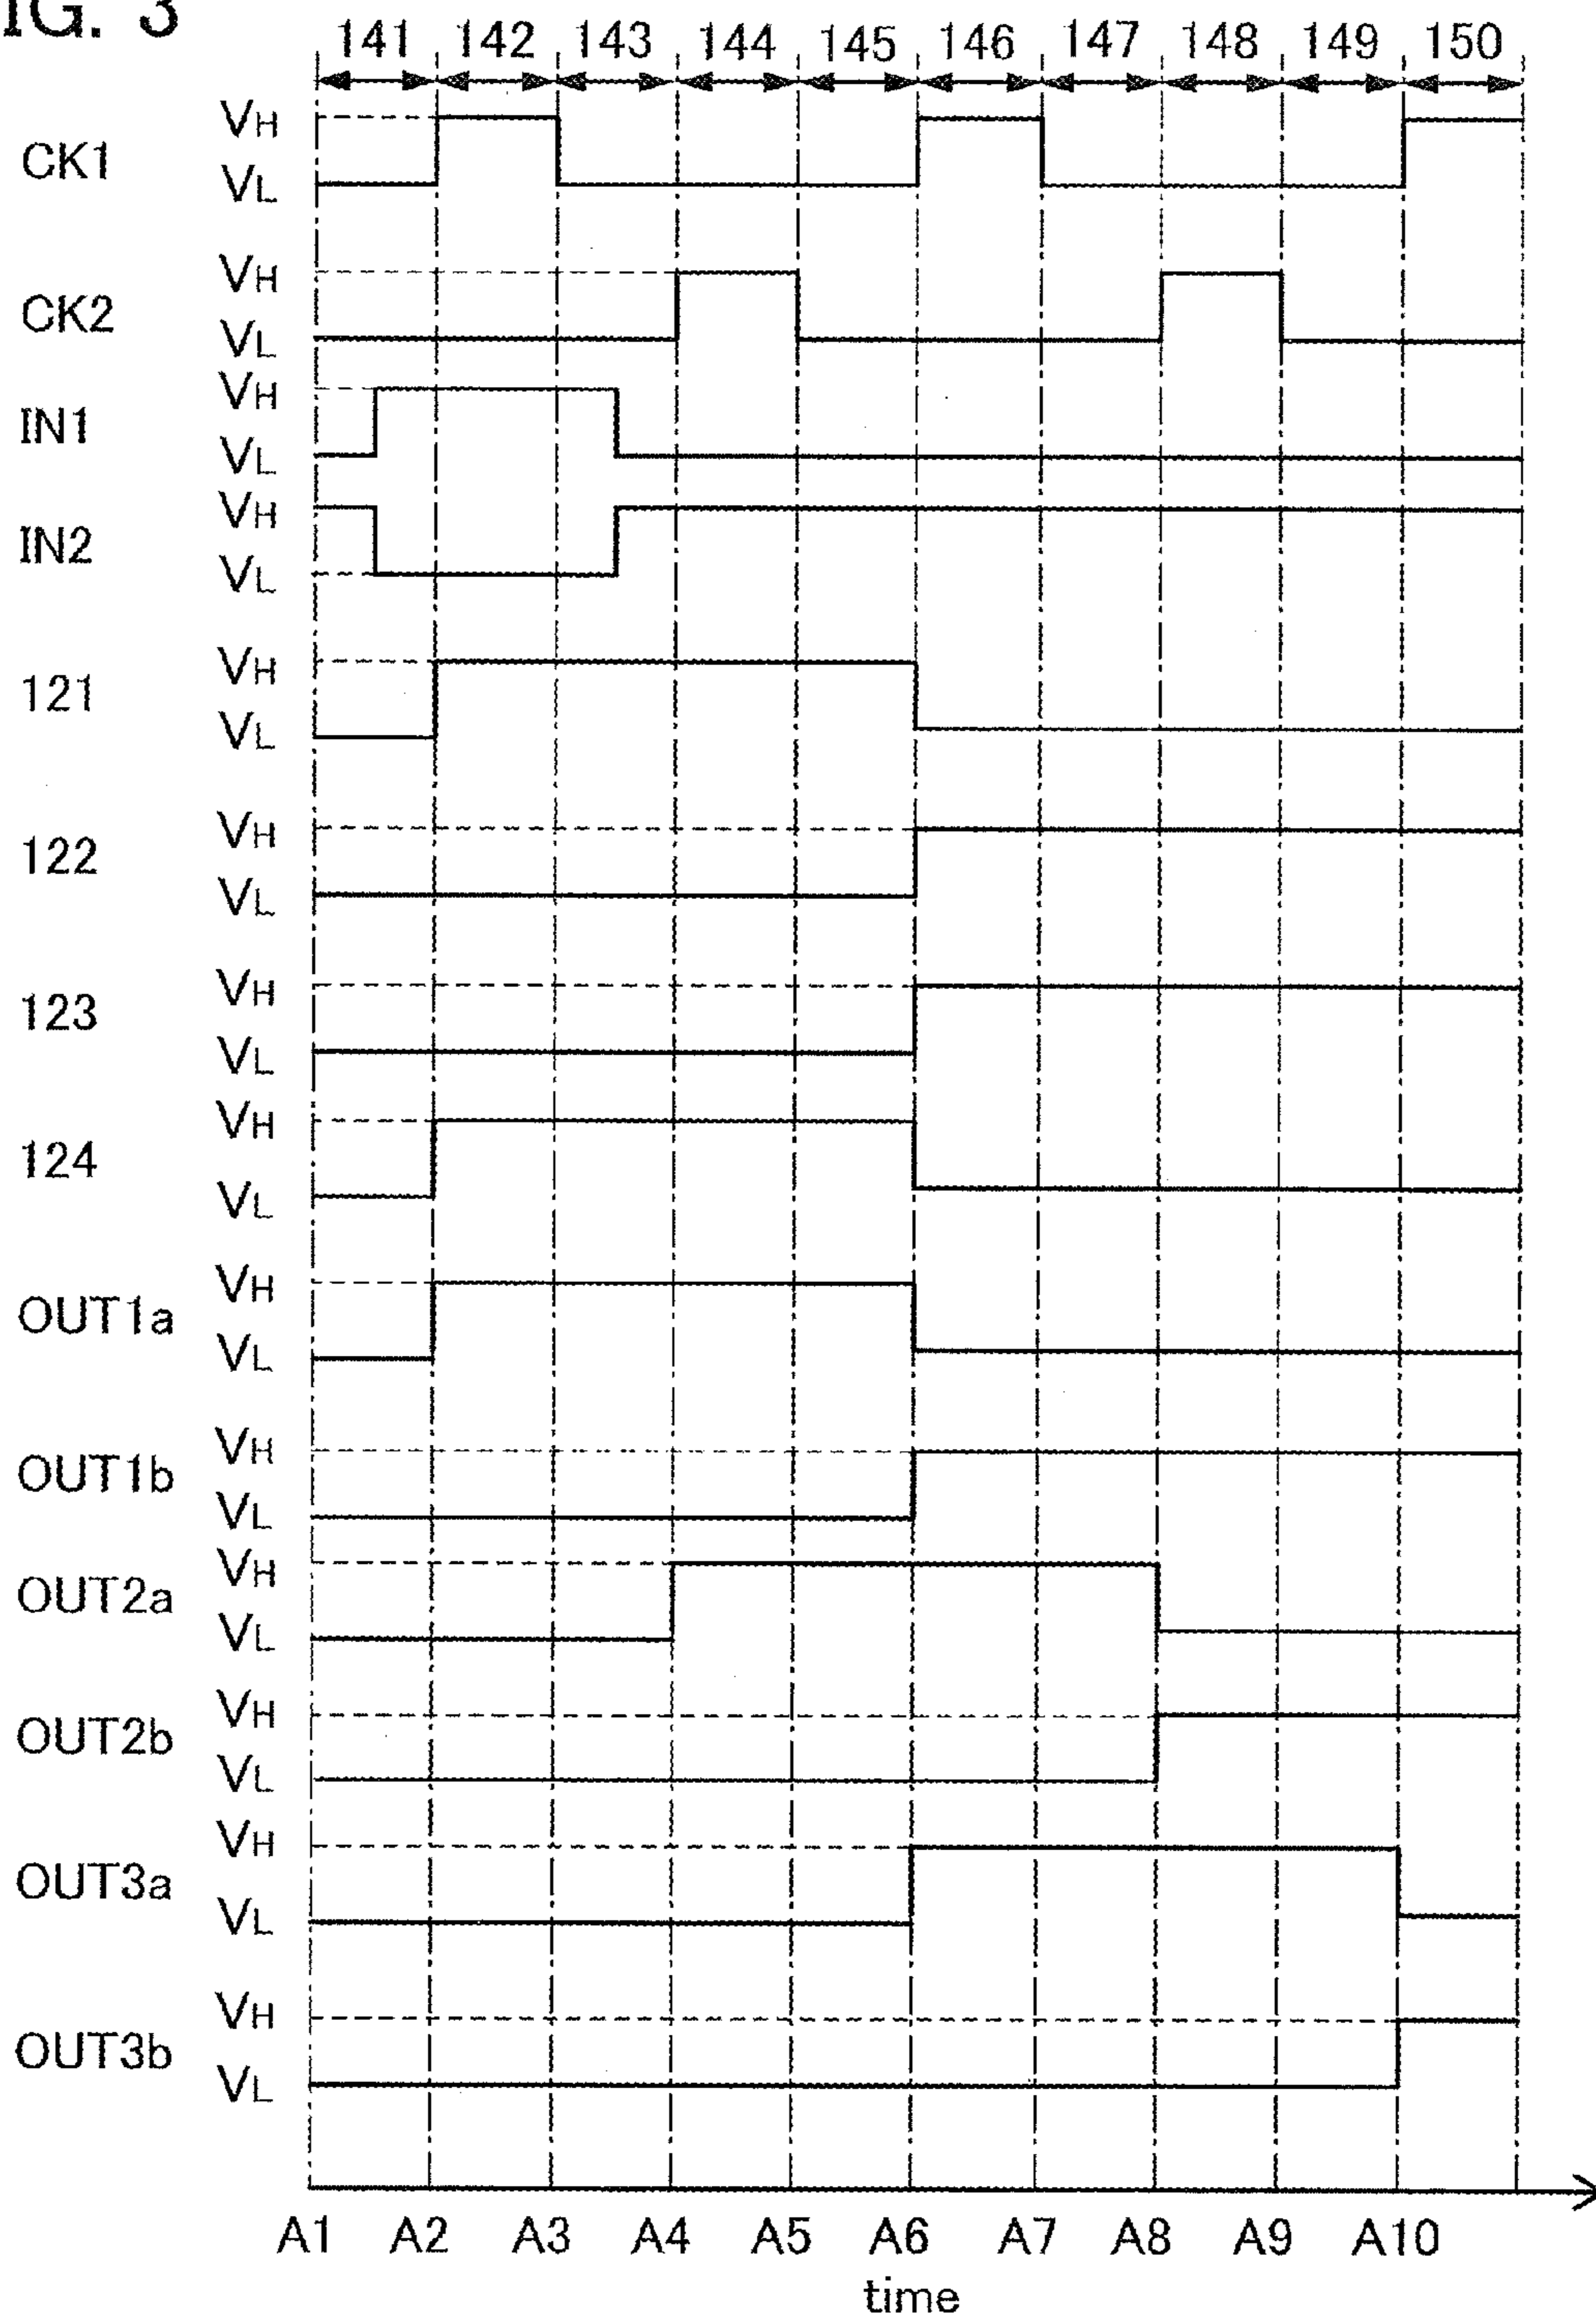 IG. 3
141 142 143 144 145 146 147 148 149 150
CK1 VH
VL
CK2 VH
VL
IN1 VH
VL
IN2 VH
VL
121 VH
VL
122 VH
VL
123 VH
VL
124 VH
VL
OUT1a VH
VL
OUT1b VH
VL
OUT2a VH
VL
OUT2b VH
VL
OUT3a VH
VL
OUT3b VH
VL
A1 A2 A3 A4 A5 A6 A7 A8 A9 A10
time